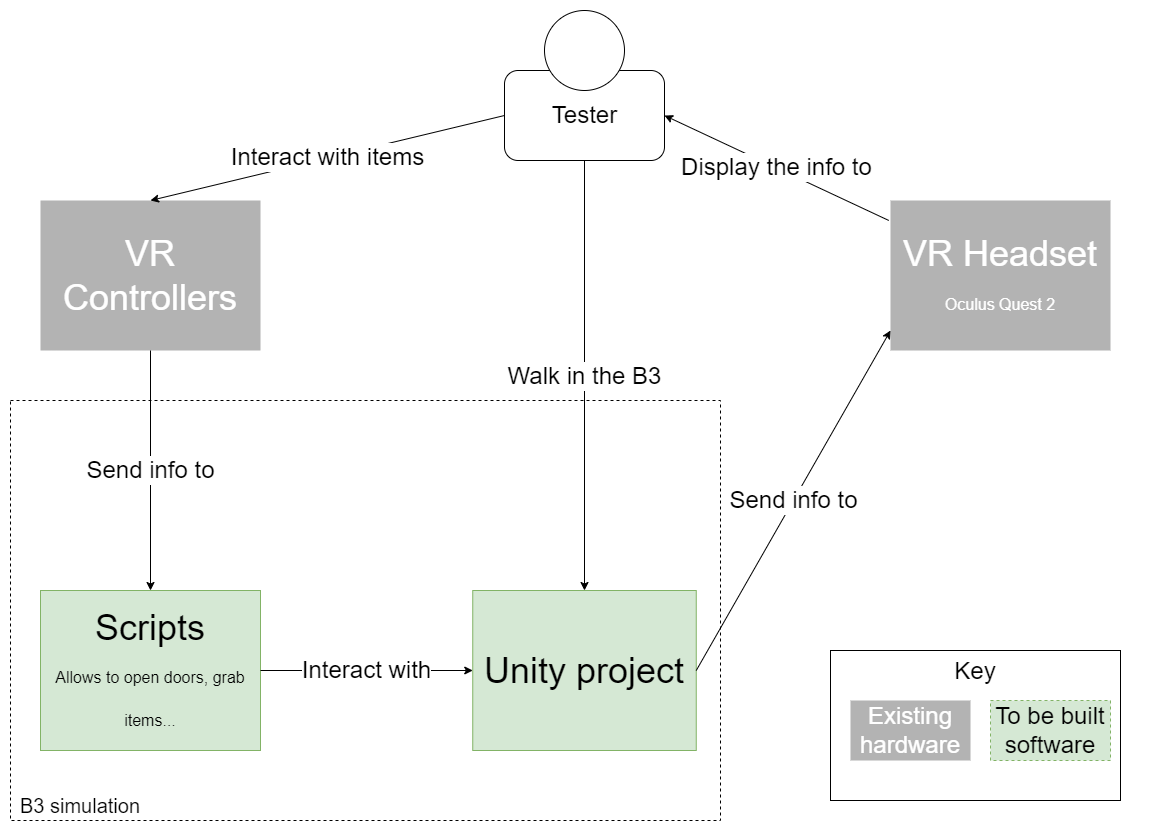 Tester
Interact with items
Display the info to
VR
Controllers
VR Headset
Oculus Quest 2
Walk in the B3
Send info to
Send info to
Scripts
Allows to open doors, grab
items...
Interact with
Unity project
B3 simulation
Key
Existing
hardware
To be built
software